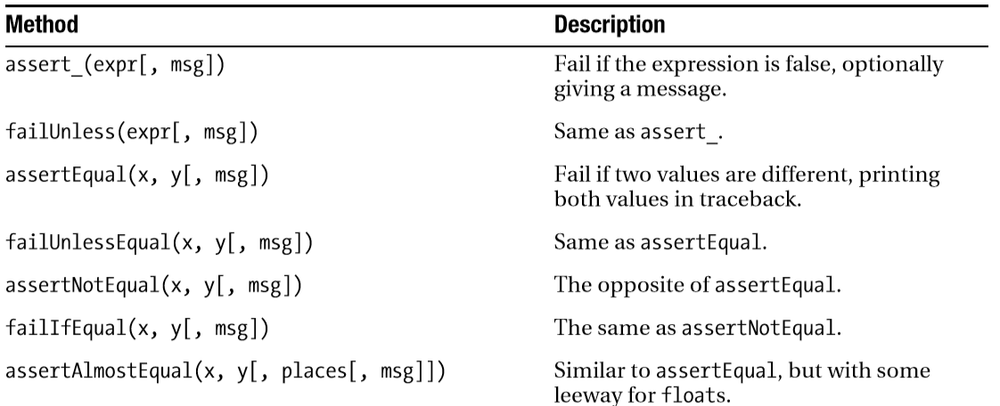 Method Description
assert_(expr[, msg]) Fail if the expression is false, optionally
giving a message.
failUnless(expr[, msg]) Same as assert_.
assertEqual(x, y[, msg]) Fail if two values are different, printing
both values in traceback.
failUnlessEqual(x, y[, msg]) Same as assertEqual.
assertNotEqual(x, y[, msg]) The opposite of assertEqual.
failIfEqual(x, y[, msg]) The same as assertNotEqual.
assertAlmostEqual(x, y[, places[, msg]]) Similar to assertEqual, but with some
leeway for floats.